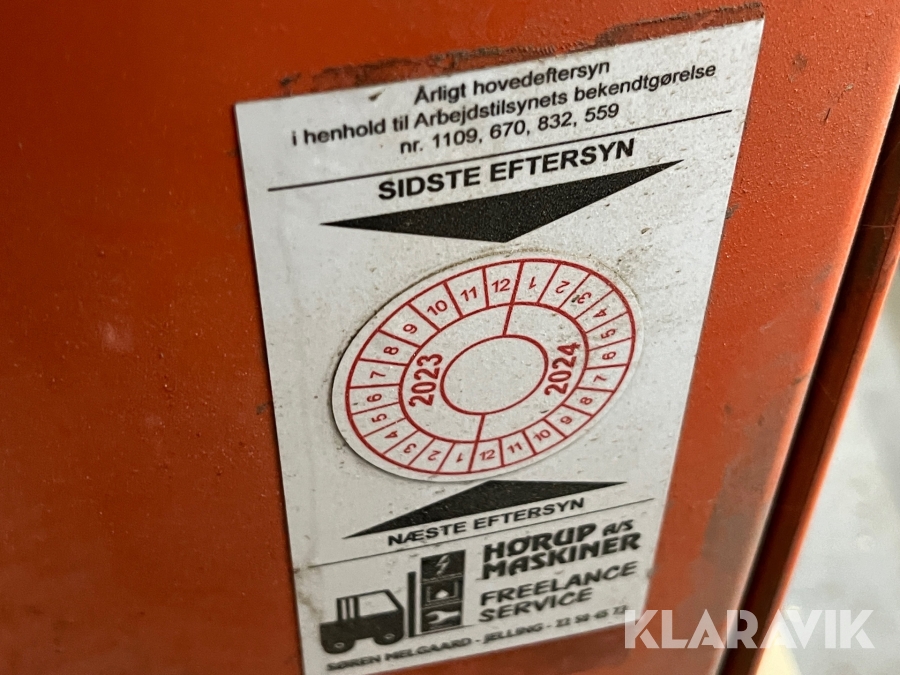 Årligt hovedeftersyn
i henhold til Arbejdstilsynets bekendtgørelse
nr. 1109, 670, 832, 559
SIDSTE EFTERSYN
1 2 3 4 5 6 7 8 9 10 11 12
2023
1 2 3 4 5 6 7 8 9 10 11 12
2024
NÆSTE EFTERSYN
HØRUP A/S
MASKINER
FREELANCE
SERVICE
SØREN MELGAARD - JELLING -
KLARAVIK